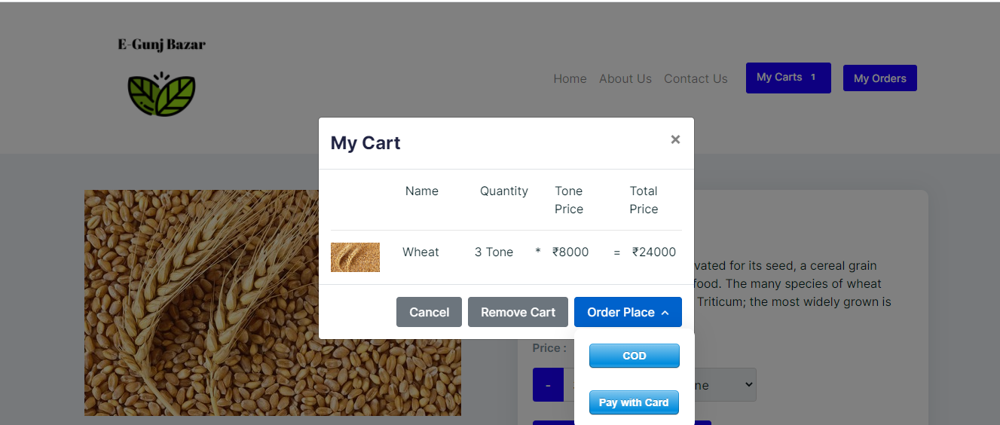 E-Gunj Bazar
Home About Us Contact Us My Carts 1 My Orders
My Cart ×
Name Quantity Tone Price Total Price
Wheat 3 Tone * ₹8000 = ₹24000
Cancel Remove Cart Order Place
COD
Pay with Card
vated for its seed, a cereal grain
food. The many species of wheat
Triticum; the most widely grown is
Price :
-
ne